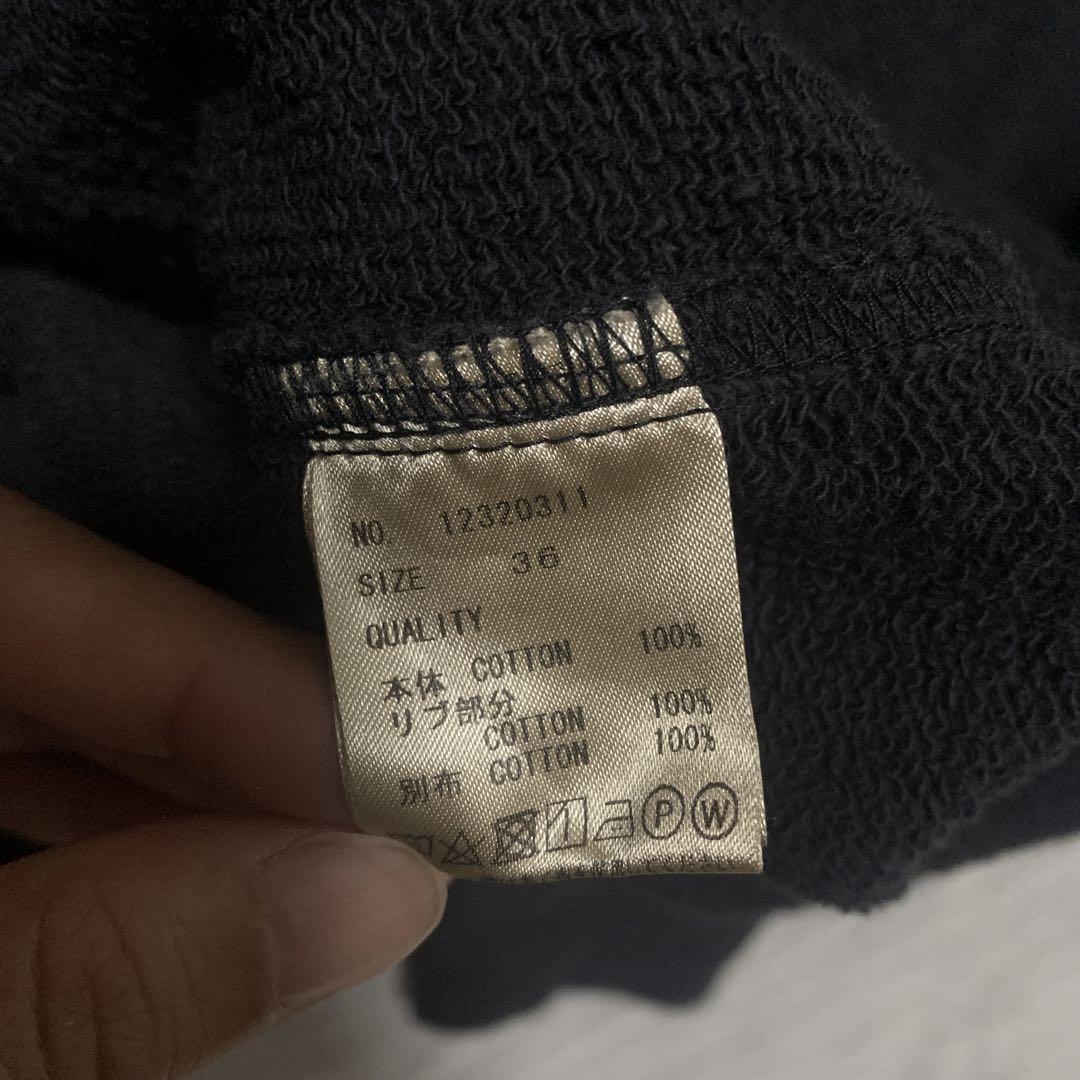 NO. 12320311
SIZE 36
QUALITY
本体 COTTON 100%
リブ部分
COTTON 100%
別布 COTTON 100%
P W